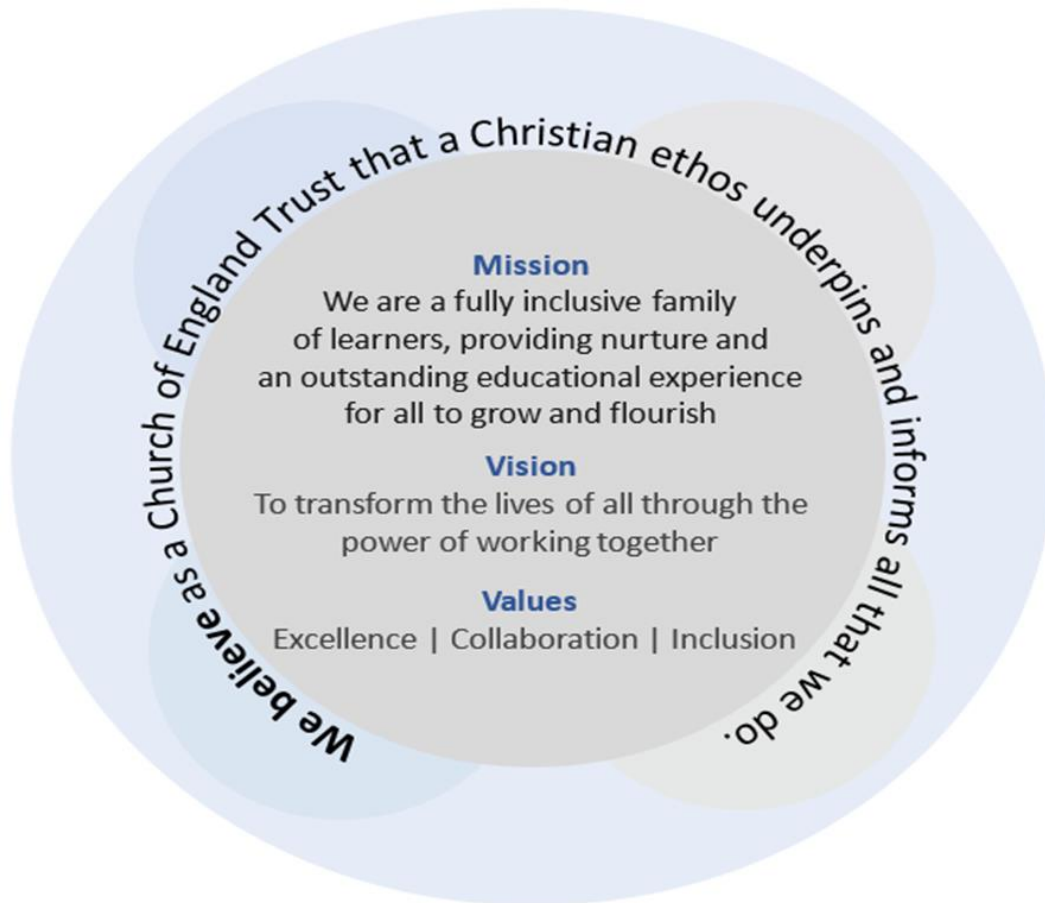 We believe as a Church of England Trust that a Christian ethos underpins and informs all that we do.
Mission
We are a fully inclusive family
of learners, providing nurture and
an outstanding educational experience
for all to grow and flourish
Vision
To transform the lives of all through the
power of working together
Values
Excellence | Collaboration | Inclusion